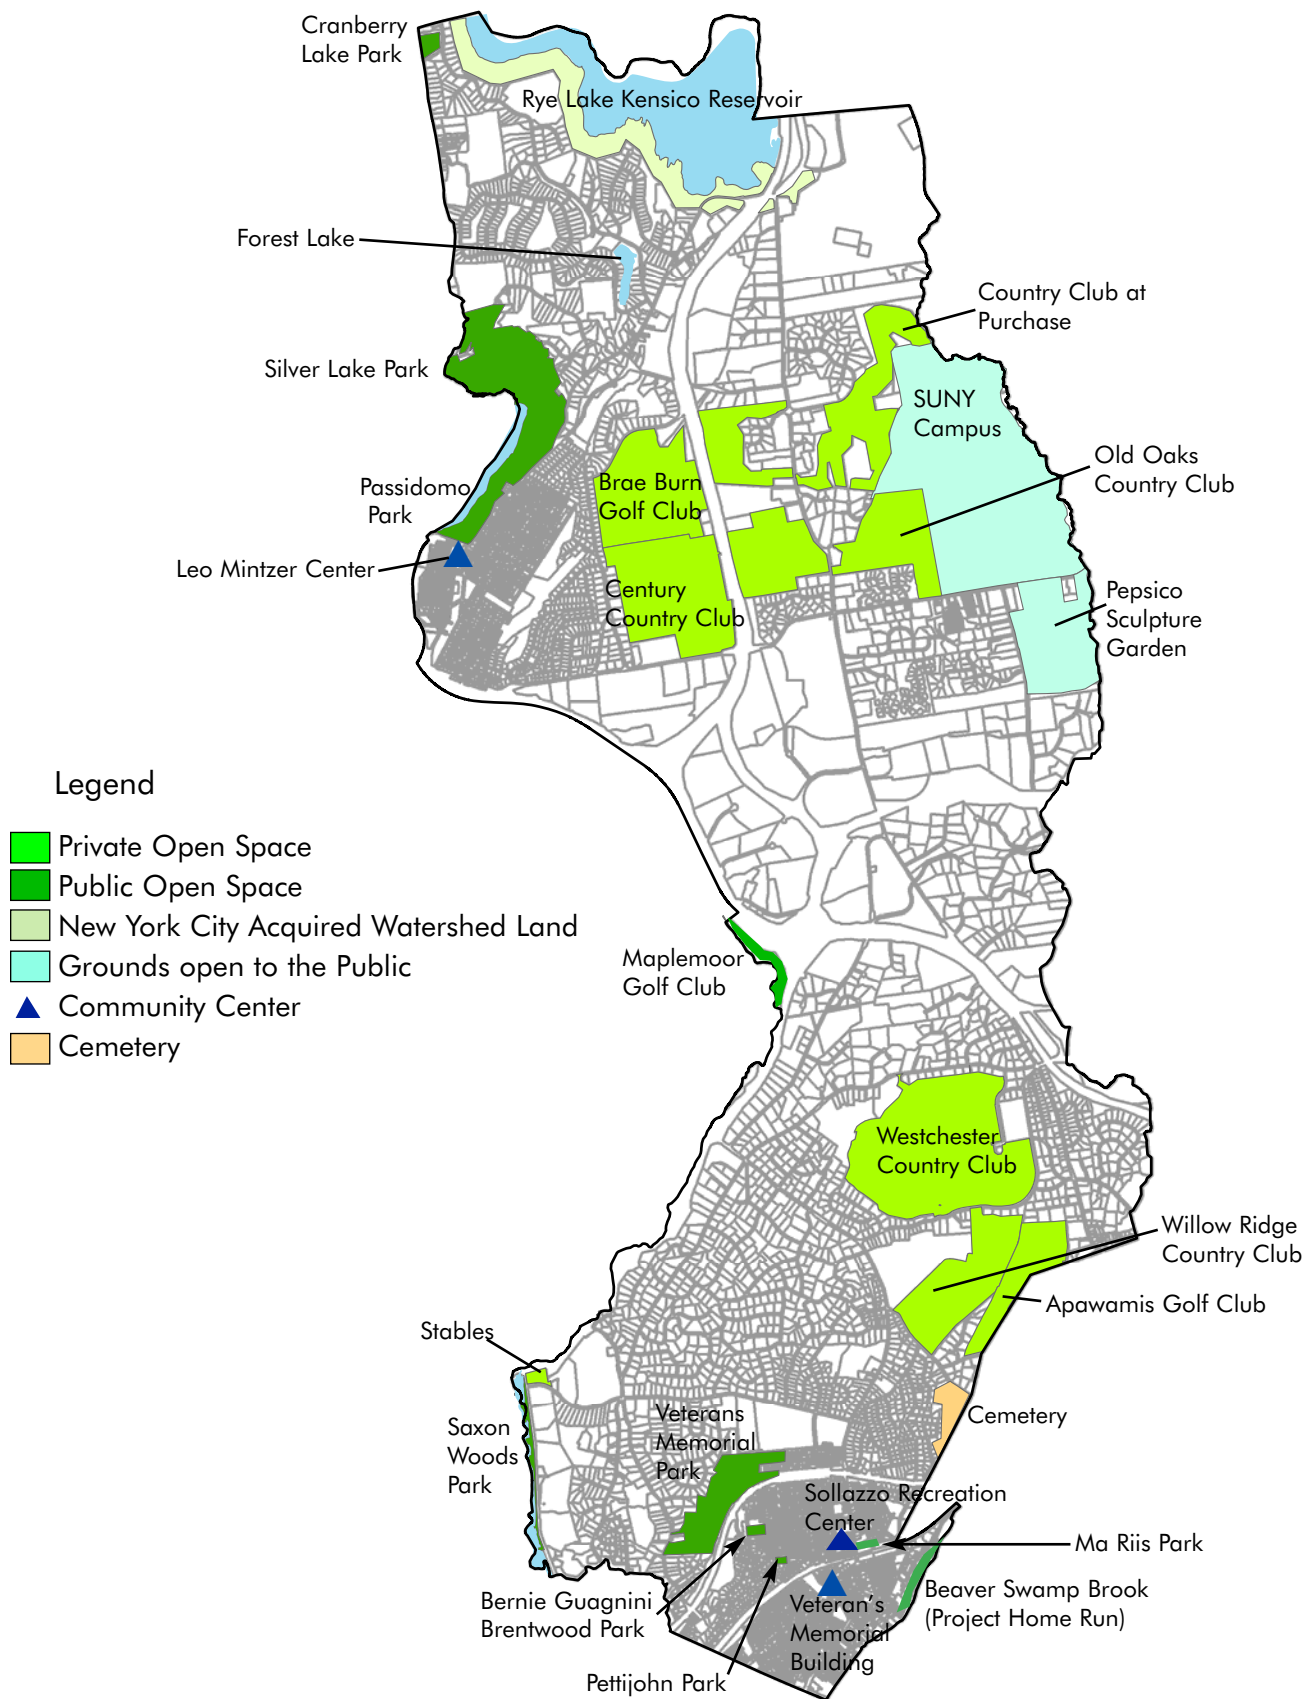 Cranberry
Lake Park
Rye Lake Kensico Reservoir
Forest Lake
Country Club at
Purchase
Silver Lake Park
SUNY
Campus
Old Oaks
Country Club
Brae Burn
Golf Club
Passidomo
Park
Leo Mintzer Center
Century
Country Club
Pepsico
Sculpture
Garden
Legend
Private Open Space
Public Open Space
New York City Acquired Watershed Land
Grounds open to the Public
Community Center
Cemetery
Maplemoor
Golf Club
Westchester
Country Club
Willow Ridge
Country Club
Apawamis Golf Club
Stables
Saxon
Woods
Park
Veterans
Memorial
Park
Cemetery
Sollazzo Recreation
Center
Ma Riis Park
Beaver Swamp Brook
(Project Home Run)
Bernie Guagnini
Brentwood Park
Veteran's
Memorial
Building
Pettijohn Park